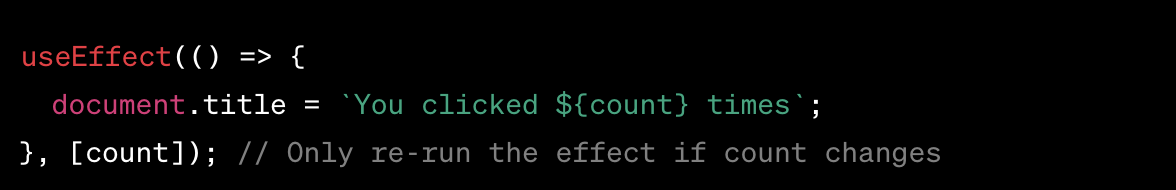 useEffect(() => {
  document.title = `You clicked ${count} times`;
}, [count]); // Only re-run the effect if count changes